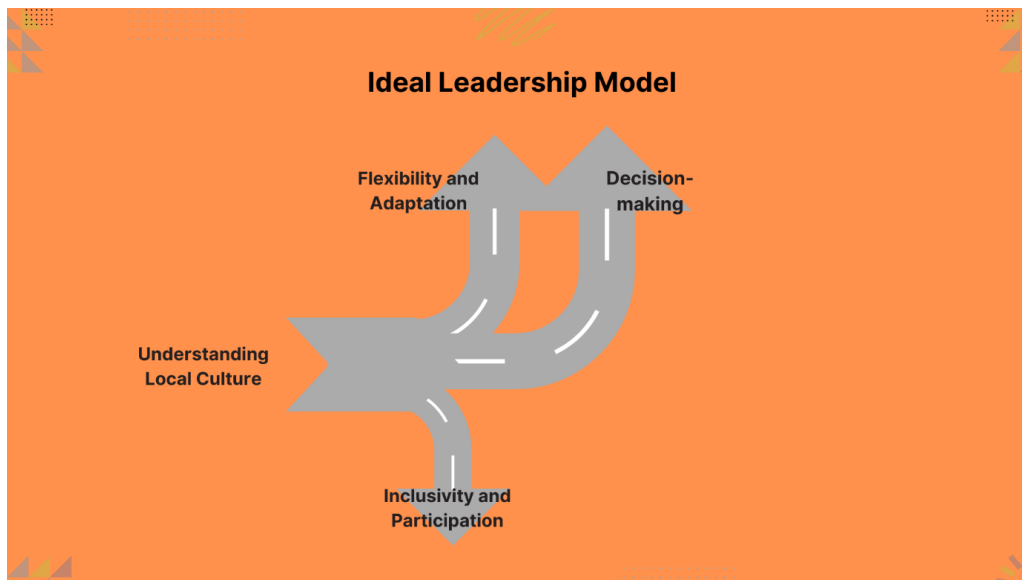 Ideal Leadership Model
Flexibility and
Adaptation
Decision-
making
Understanding
Local Culture
Inclusivity and
Participation